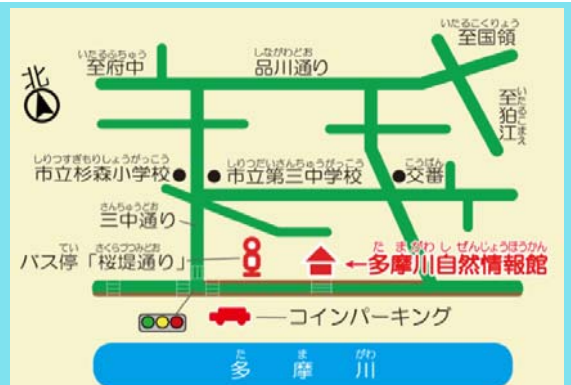 いたるふちゅう
至府中
しながわどお
品川通り
いたるこくりょう
至国領
いたるこまえ
至狛江
北
しりつすぎもりしょうがっこう
市立杉森小学校
しりつだいさんちゅうがっこう
市立第三中学校
こうばん
交番
さんちゅうどお
三中通り
てい さくらづつみどお
バス停「桜堤通り」
たまがわしぜんじょうほうかん
←多摩川自然情報館
コインパーキング
たまがわ
多摩川